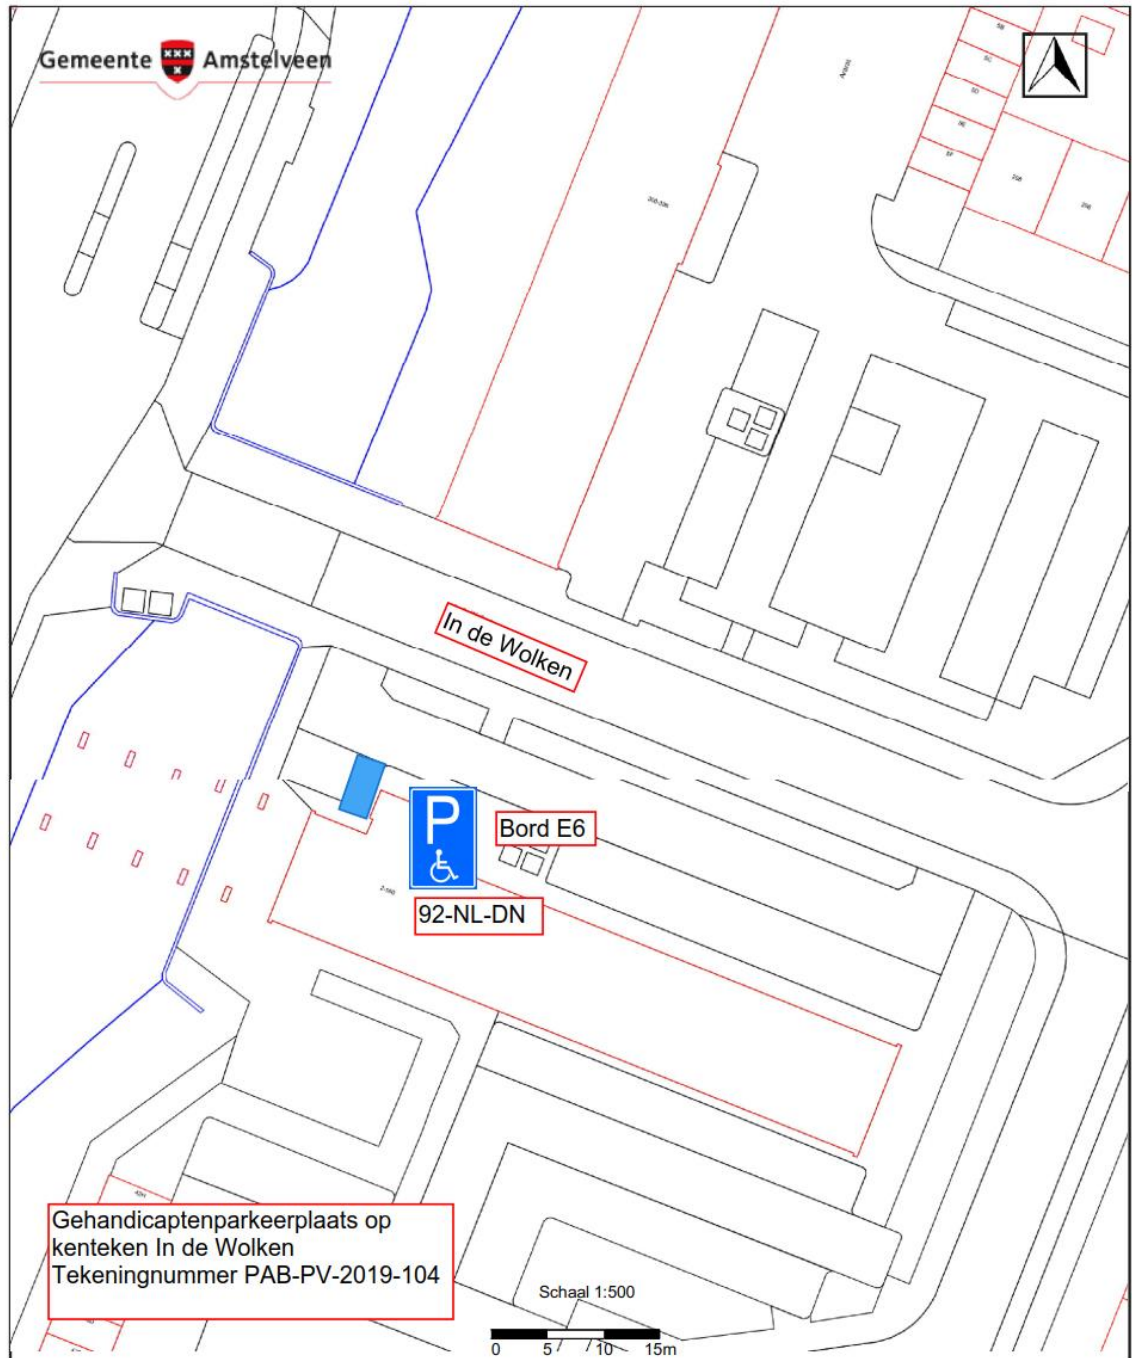 Gemeente Amstelveen
In de Wolken
P
Bord E6
92-NL-DN
Gehandicaptenparkeerplaats op
kenteken In de Wolken
Tekeningnummer PAB-PV-2019-104
Schaal 1:500
0 5 10 15m